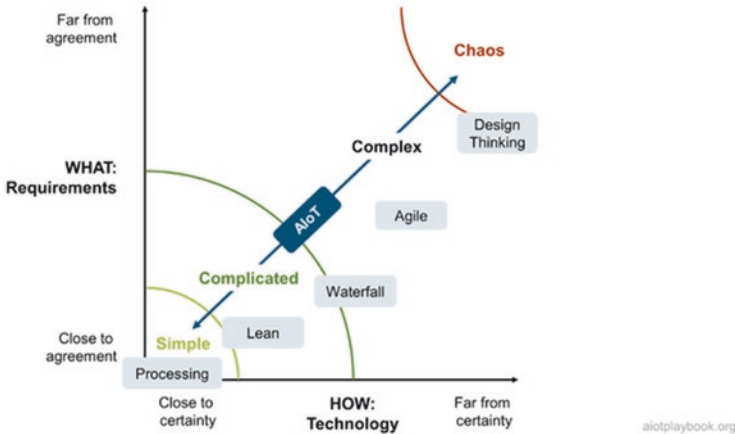 Far from
agreement
Chaos
Design
Thinking
Complex
WHAT:
Requirements
AIoT
Agile
Complicated
Waterfall
Lean
Close to
agreement
Simple
Processing
Close to
certainty
HOW:
Technology
Far from
certainty
aiotplaybook.org